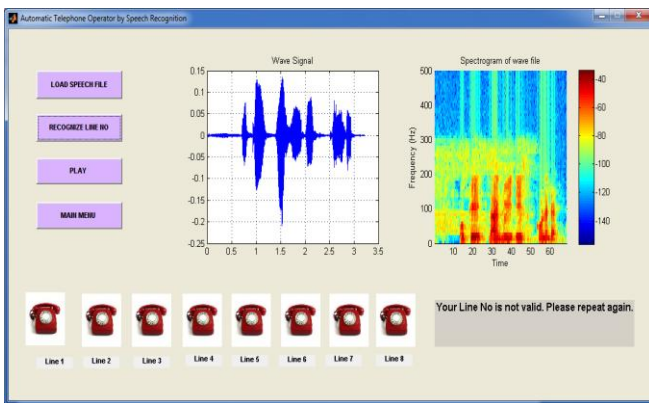 Automatic Telephone Operator by Speech Recognition
LOAD SPEECH FILE
RECOGNIZE LINE NO
PLAY
MAIN MENU
Wave Signal
0.15
0.1
0.05
0
-0.05
-0.1
-0.15
-0.2
-0.25
0 0.5 1 1.5 2 2.5 3 3.5
Spectrogram of wave file
Frequency (Hz)
500
400
300
200
100
0
10 20 30 40 50 60
Time
-40
-60
-80
-100
-120
-140
Line 1 Line 2 Line 3 Line 4 Line 5 Line 6 Line 7 Line 8
Your Line No is not valid. Please repeat again.